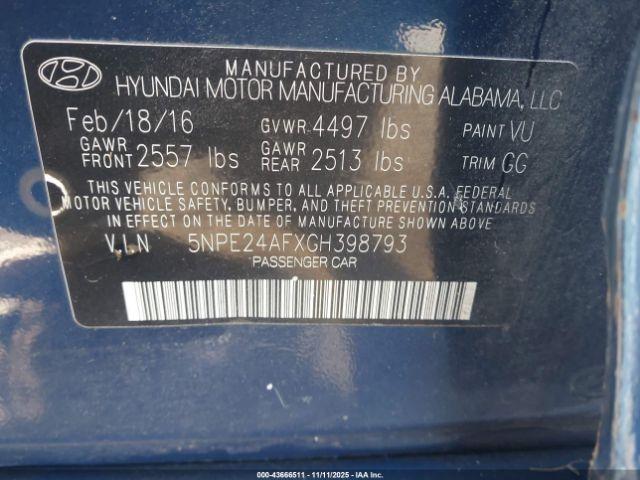 MANUFACTURED BY
HYUNDAI MOTOR MANUFACTURING ALABAMA, LLC
Feb/18/16 GVWR 4497 lbs PAINT VU
GAWR FRONT 2557 lbs GAWR REAR 2513 lbs TRIM GG
THIS VEHICLE CONFORMS TO ALL APPLICABLE U.S.A. FEDERAL
MOTOR VEHICLE SAFETY, BUMPER, AND THEFT PREVENTION STANDARDS
IN EFFECT ON THE DATE OF MANUFACTURE SHOWN ABOVE.
V.I.N 5NPE24AFXGH398793
PASSENGER CAR
000-43666511 - 11/11/2025 - IAA Inc.